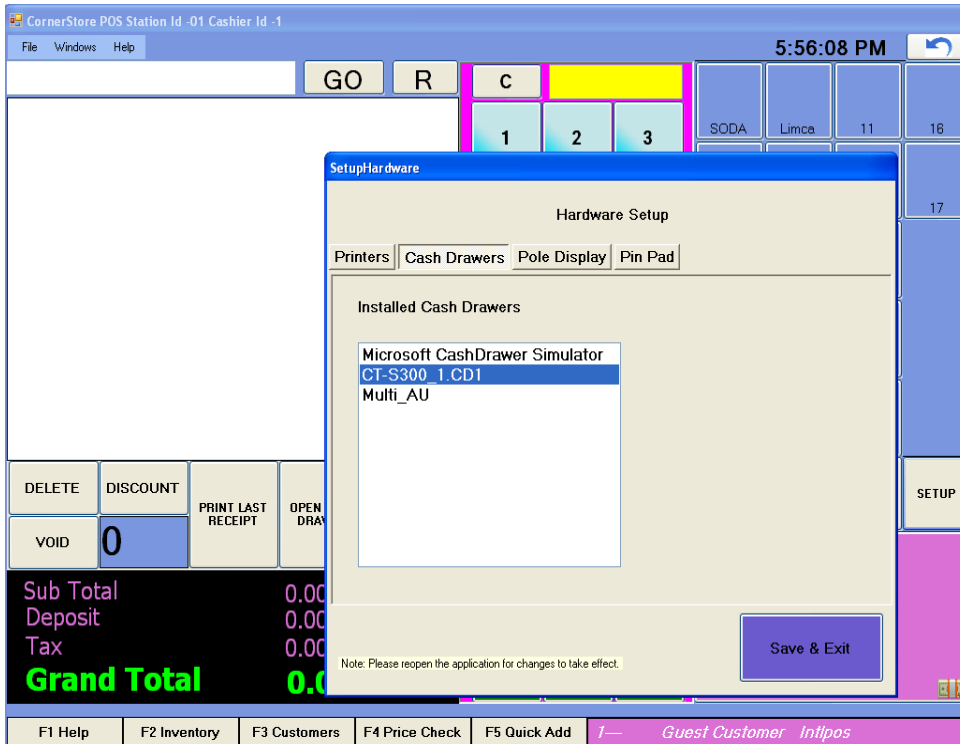 CornerStore POS Station Id -01 Cashier Id -1
File Windows Help
5:56:08 PM
GO R
C
1 2 3
SODA Limca 11 16
17
SetupHardware
Hardware Setup
Printers Cash Drawers Pole Display Pin Pad
Installed Cash Drawers
Microsoft CashDrawer Simulator
CT-S300_1.CD1
Multi_AU
DELETE DISCOUNT
PRINT LAST
RECEIPT
OPEN
VOID 0
SETUP
Sub Total 0.00
Deposit 0.00
Tax 0.00
Grand Total
Note: Please reopen the application for changes to take effect.
Save & Exit
F1 Help F2 Inventory F3 Customers F4 Price Check F5 Quick Add 1— Guest Customer Intlpos